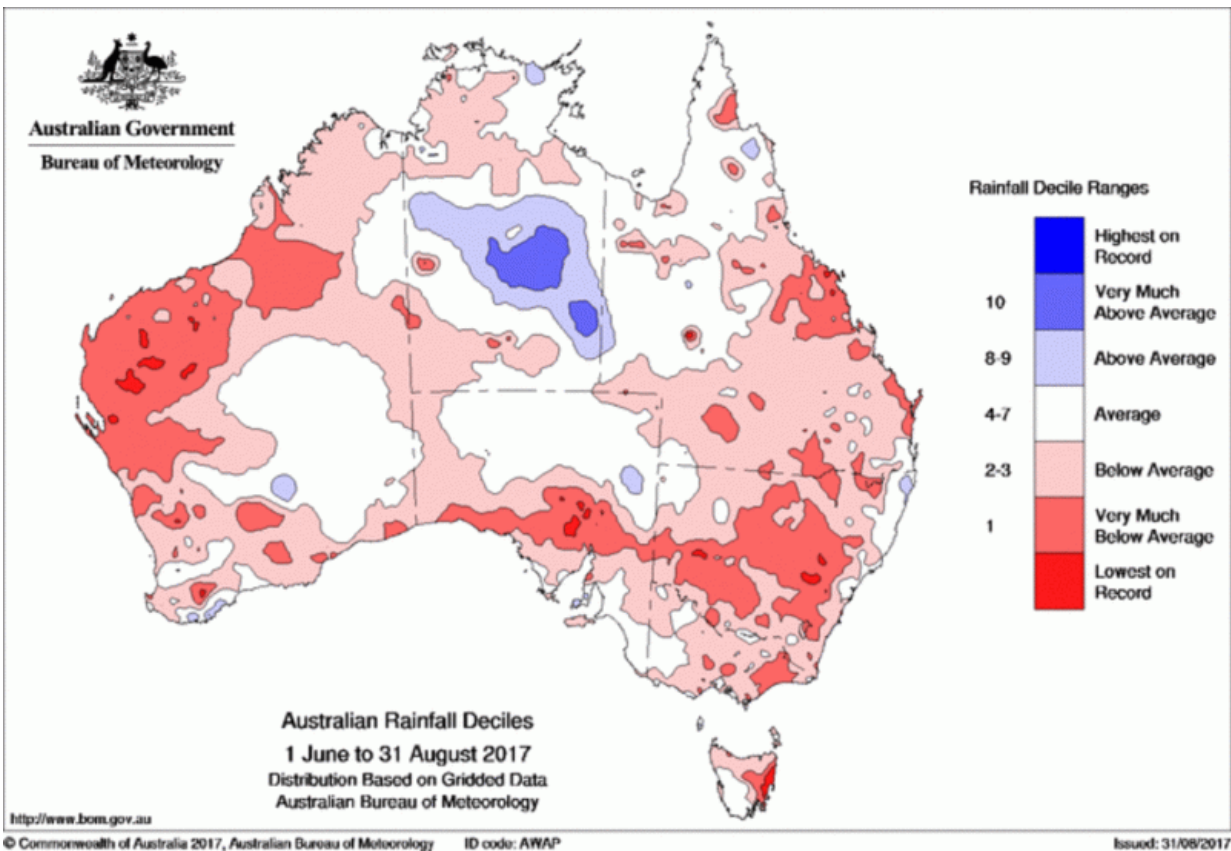 Australian Government
Bureau of Meteorology
Rainfall Decile Ranges
Highest on
Record
10
Very Much
Above Average
8-9
Above Average
4-7
Average
2-3
Below Average
1
Very Much
Below Average
Lowest on
Record
Australian Rainfall Deciles
1 June to 31 August 2017
Distribution Based on Gridded Data
Australian Bureau of Meteorology
http://www.bom.gov.au
© Commonwealth of Australia 2017, Australian Bureau of Meteorology ID code: AWAP Issued: 31/08/2017